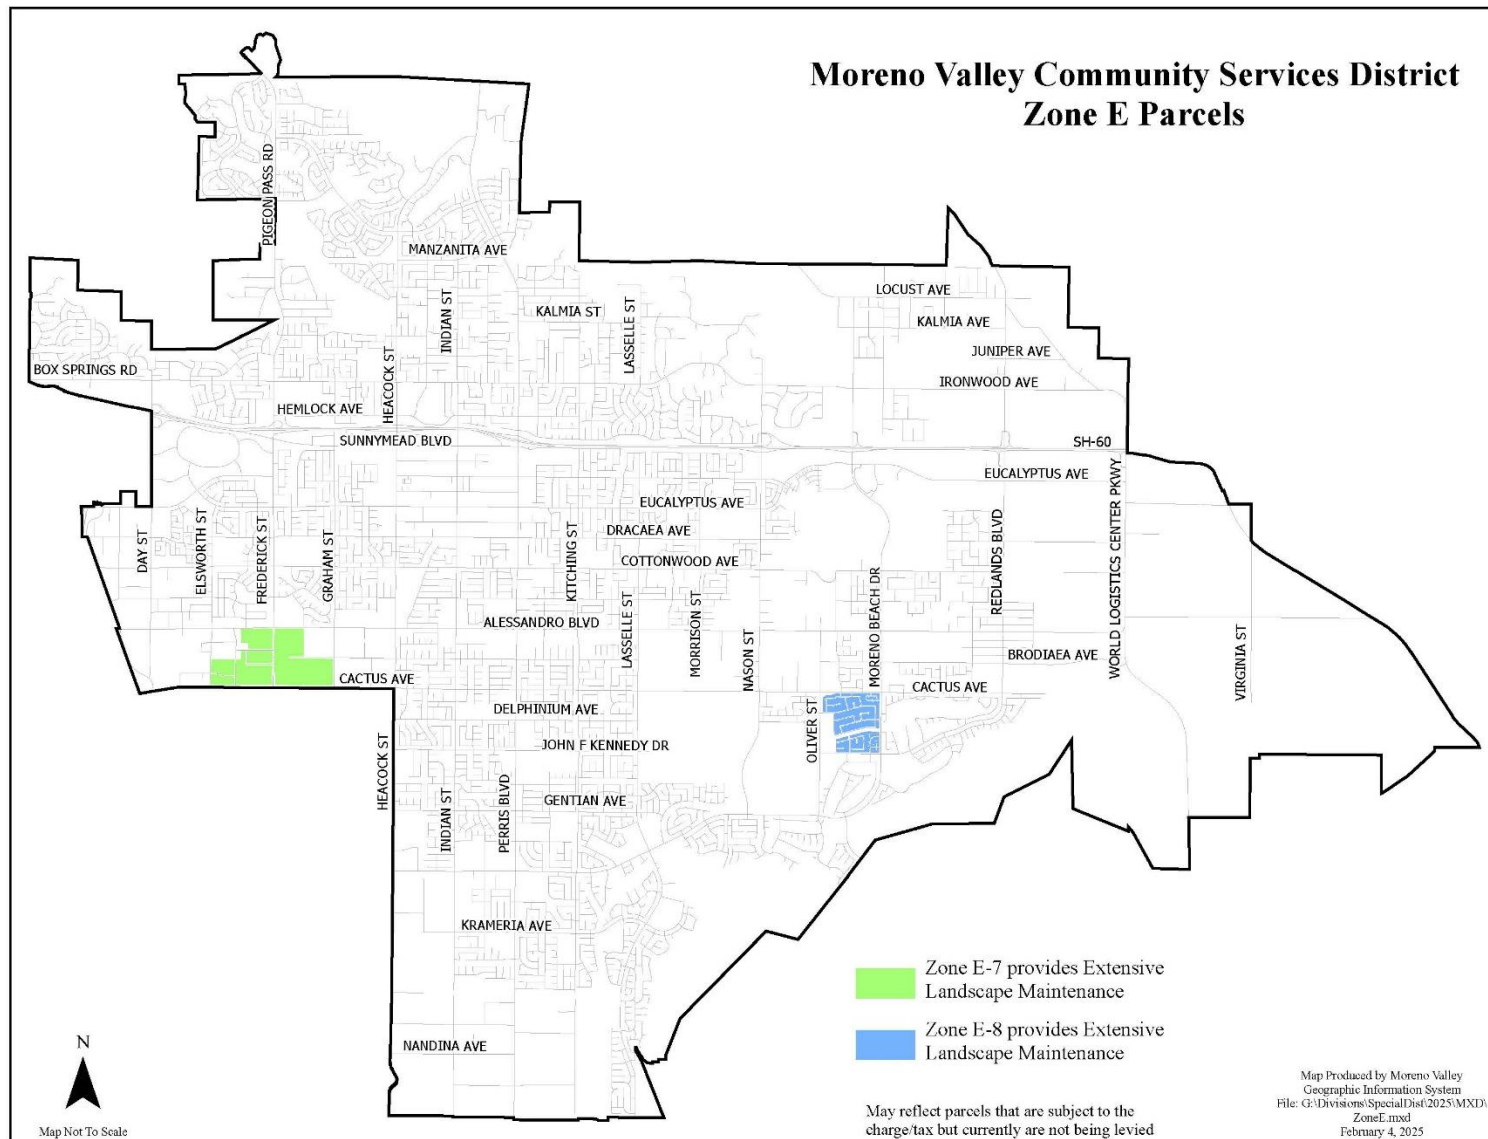 Moreno Valley Community Services District
Zone E Parcels
PIGEON PASS RD
MANZANITA AVE
LOCUST AVE
INDIAN ST
KALMIA ST
LASSELLE ST
KALMIA AVE
JUNIPER AVE
BOX SPRINGS RD
HEACOCK ST
IRONWOOD AVE
HEMLOCK AVE
SUNNYMEAD BLVD
SH-60
EUCALYPTUS AVE
EUCALYPTUS AVE
DRACAEA AVE
COTTONWOOD AVE
DAY ST
ELSWORTH ST
FREDERICK ST
GRAHAM ST
KITCHING ST
REDLANDS BLVD
WORLD LOGISTICS CENTER PKWY
ALESSANDRO BLVD
LASSELLE ST
MORRISON ST
NASON ST
MORENO BEACH DR
BRODIAEA AVE
VIRGINIA ST
CACTUS AVE
CACTUS AVE
DELPHINIUM AVE
OLIVER ST
JOHN F KENNEDY DR
HEACOCK ST
INDIAN ST
PERRIS BLVD
GENTIAN AVE
KRAMERIA AVE
NANDINA AVE
Zone E-7 provides Extensive
Landscape Maintenance
Zone E-8 provides Extensive
Landscape Maintenance
May reflect parcels that are subject to the
charge/tax but currently are not being levied
N
Map Not To Scale
Map Produced by Moreno Valley
Geographic Information System
File: G:\Divisions\SpecialDist\2025\MXD\
ZoneE.mxd
February 4, 2025